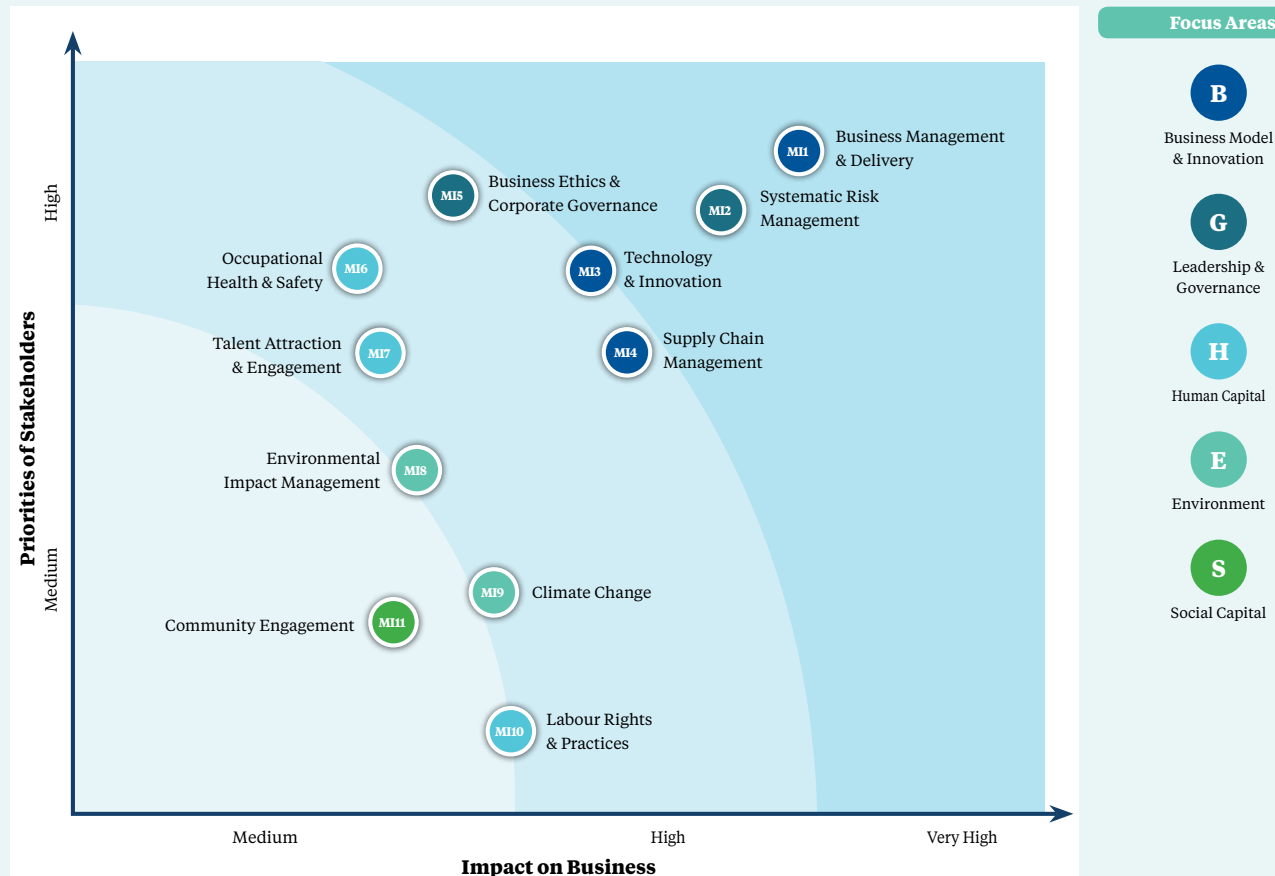 Focus Areas
B
Business Model
& Innovation
G
Leadership &
Governance
H
Human Capital
E
Environment
S
Social Capital
Priorities of Stakeholders
High
Medium
MI1
Business Management
& Delivery
MI5
Business Ethics &
Corporate Governance
MI2
Systematic Risk
Management
Occupational
Health & Safety
MI6
MI3
Technology
& Innovation
Talent Attraction
& Engagement
MI7
MI4
Supply Chain
Management
Environmental
Impact Management
MI8
MI9
Climate Change
Community Engagement
MI11
MI10
Labour Rights
& Practices
Medium
High
Very High
Impact on Business